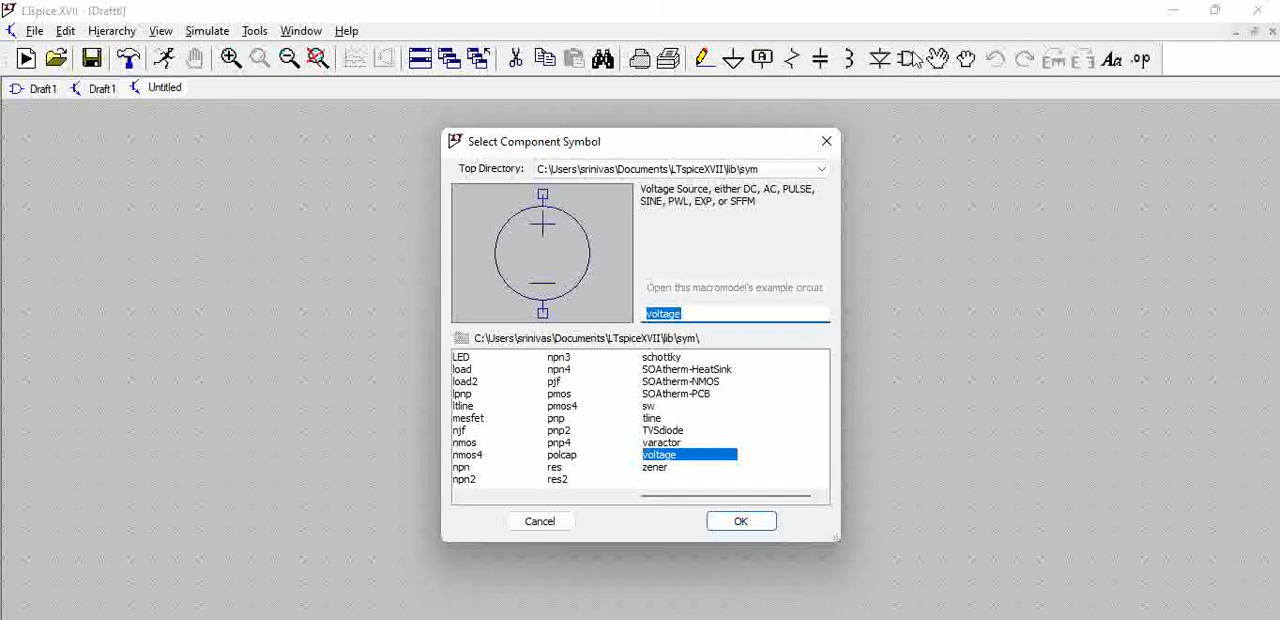 LTspice XVII - [Draft1]
File Edit Hierarchy View Simulate Tools Window Help
Aa .op
Draft1 Draft1 Untitled
Select Component Symbol
Top Directory: C:\Users\srinivas\Documents\LTspiceXVII\lib\sym
Voltage Source, either DC, AC, PULSE,
SINE, PWL, EXP, or SFFM
Open this macromodel's example circuit
voltage
C:\Users\srinivas\Documents\LTspiceXVII\lib\sym\
LED npn3 schottky
load npn4 SOAtherm-HeatSink
load2 pjf SOAtherm-NMOS
lpnp pmos SOAtherm-PCB
ltline pmos4 sw
mesfet pnp tline
njf pnp2 TVSdiode
nmos pnp4 varactor
nmos4 polcap voltage
npn res zener
npn2 res2
Cancel OK